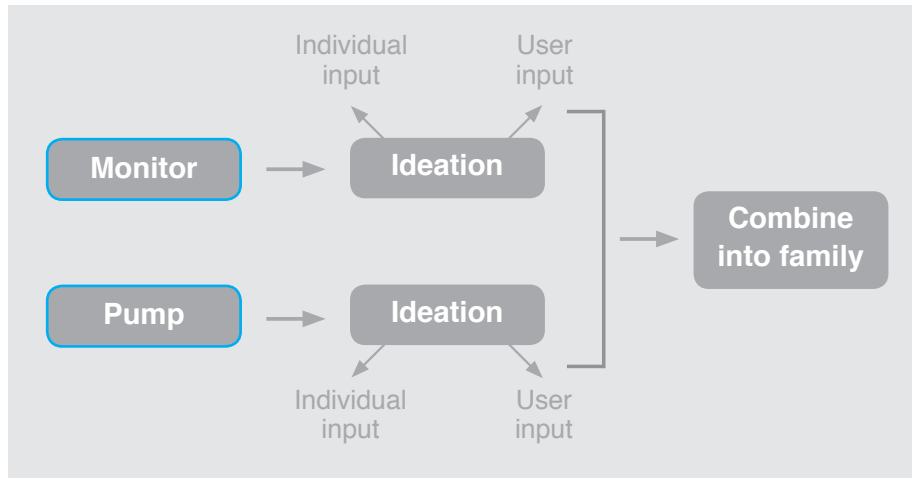 Individual
input
User
input
Monitor
Ideation
Combine
into family
Pump
Ideation
Individual
input
User
input